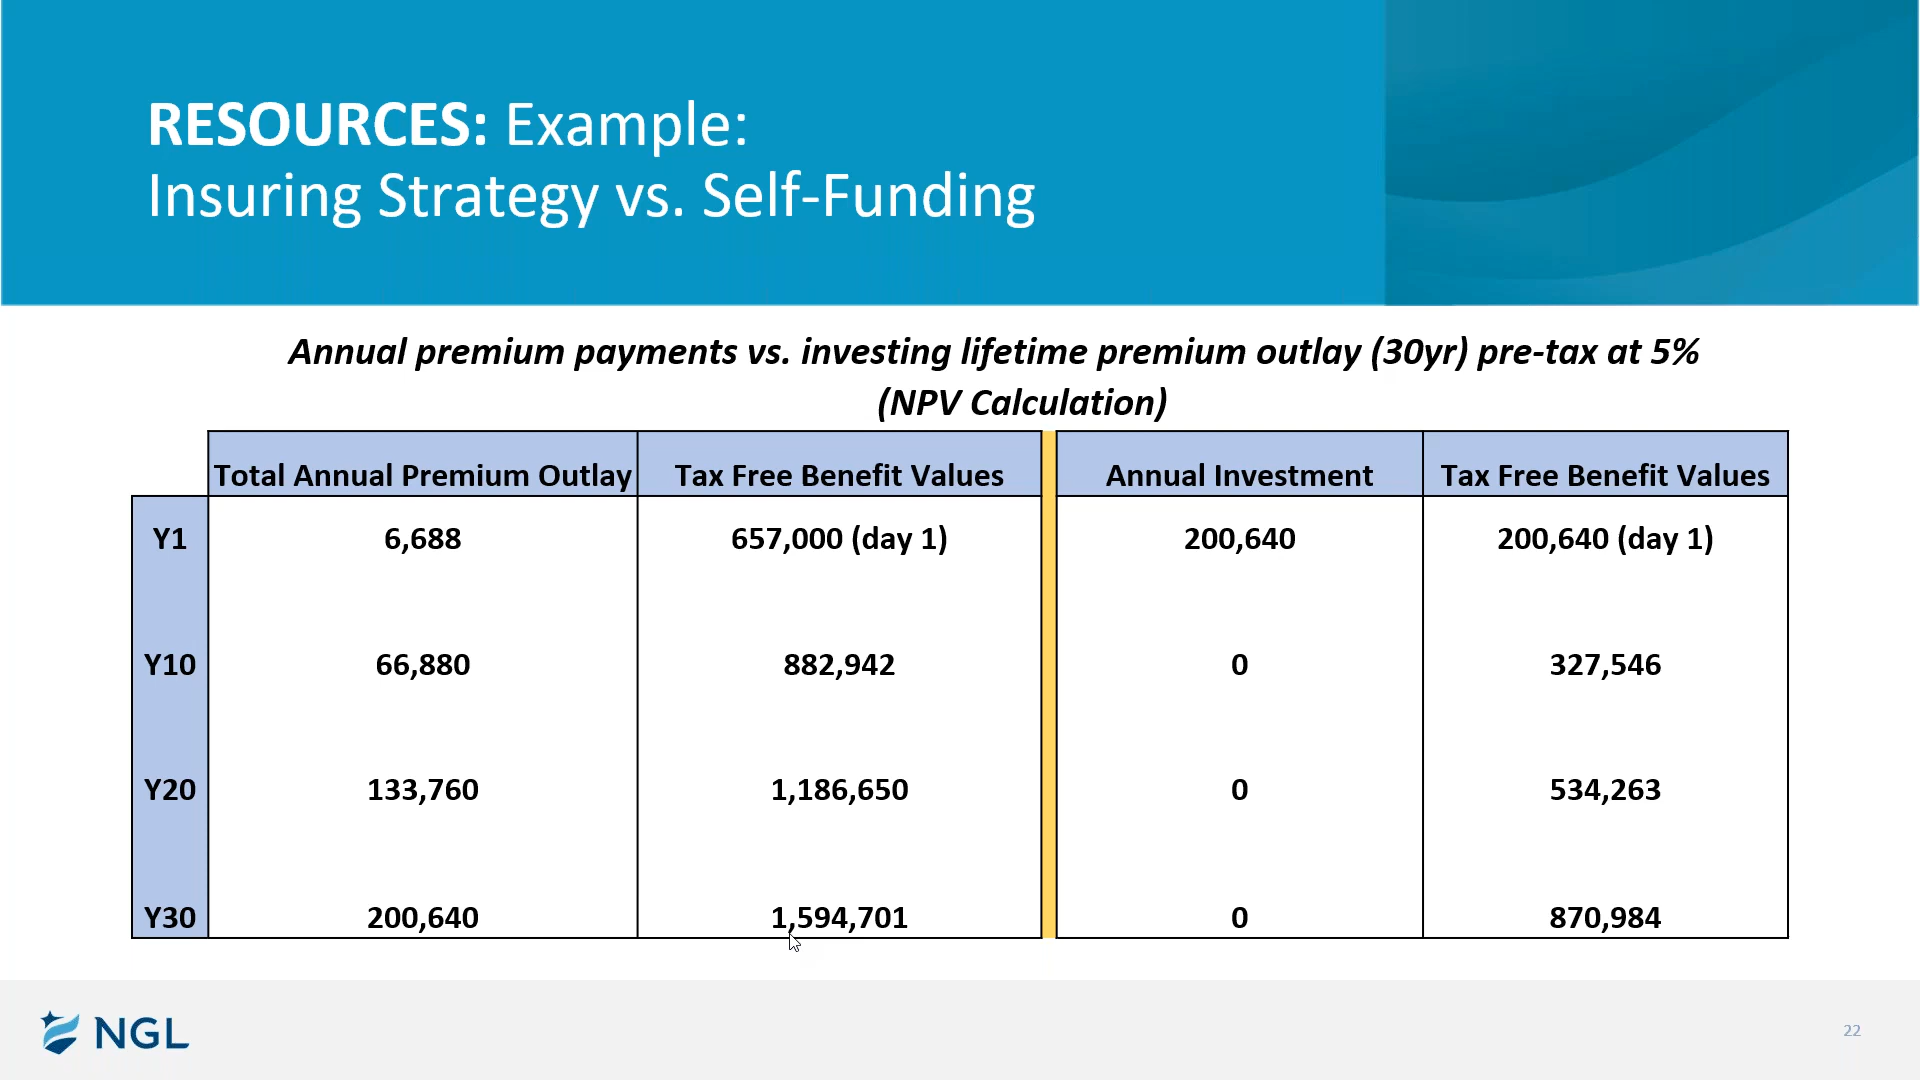 RESOURCES: Example:
Insuring Strategy vs. Self-Funding
Annual premium payments vs. investing lifetime premium outlay (30yr) pre-tax at 5%
(NPV Calculation)
Total Annual Premium Outlay Tax Free Benefit Values Annual Investment Tax Free Benefit Values
Y1 6,688 657,000 (day 1) 200,640 200,640 (day 1)
Y10 66,880 882,942 0 327,546
Y20 133,760 1,186,650 0 534,263
Y30 200,640 1,594,701 0 870,984
NGL
22